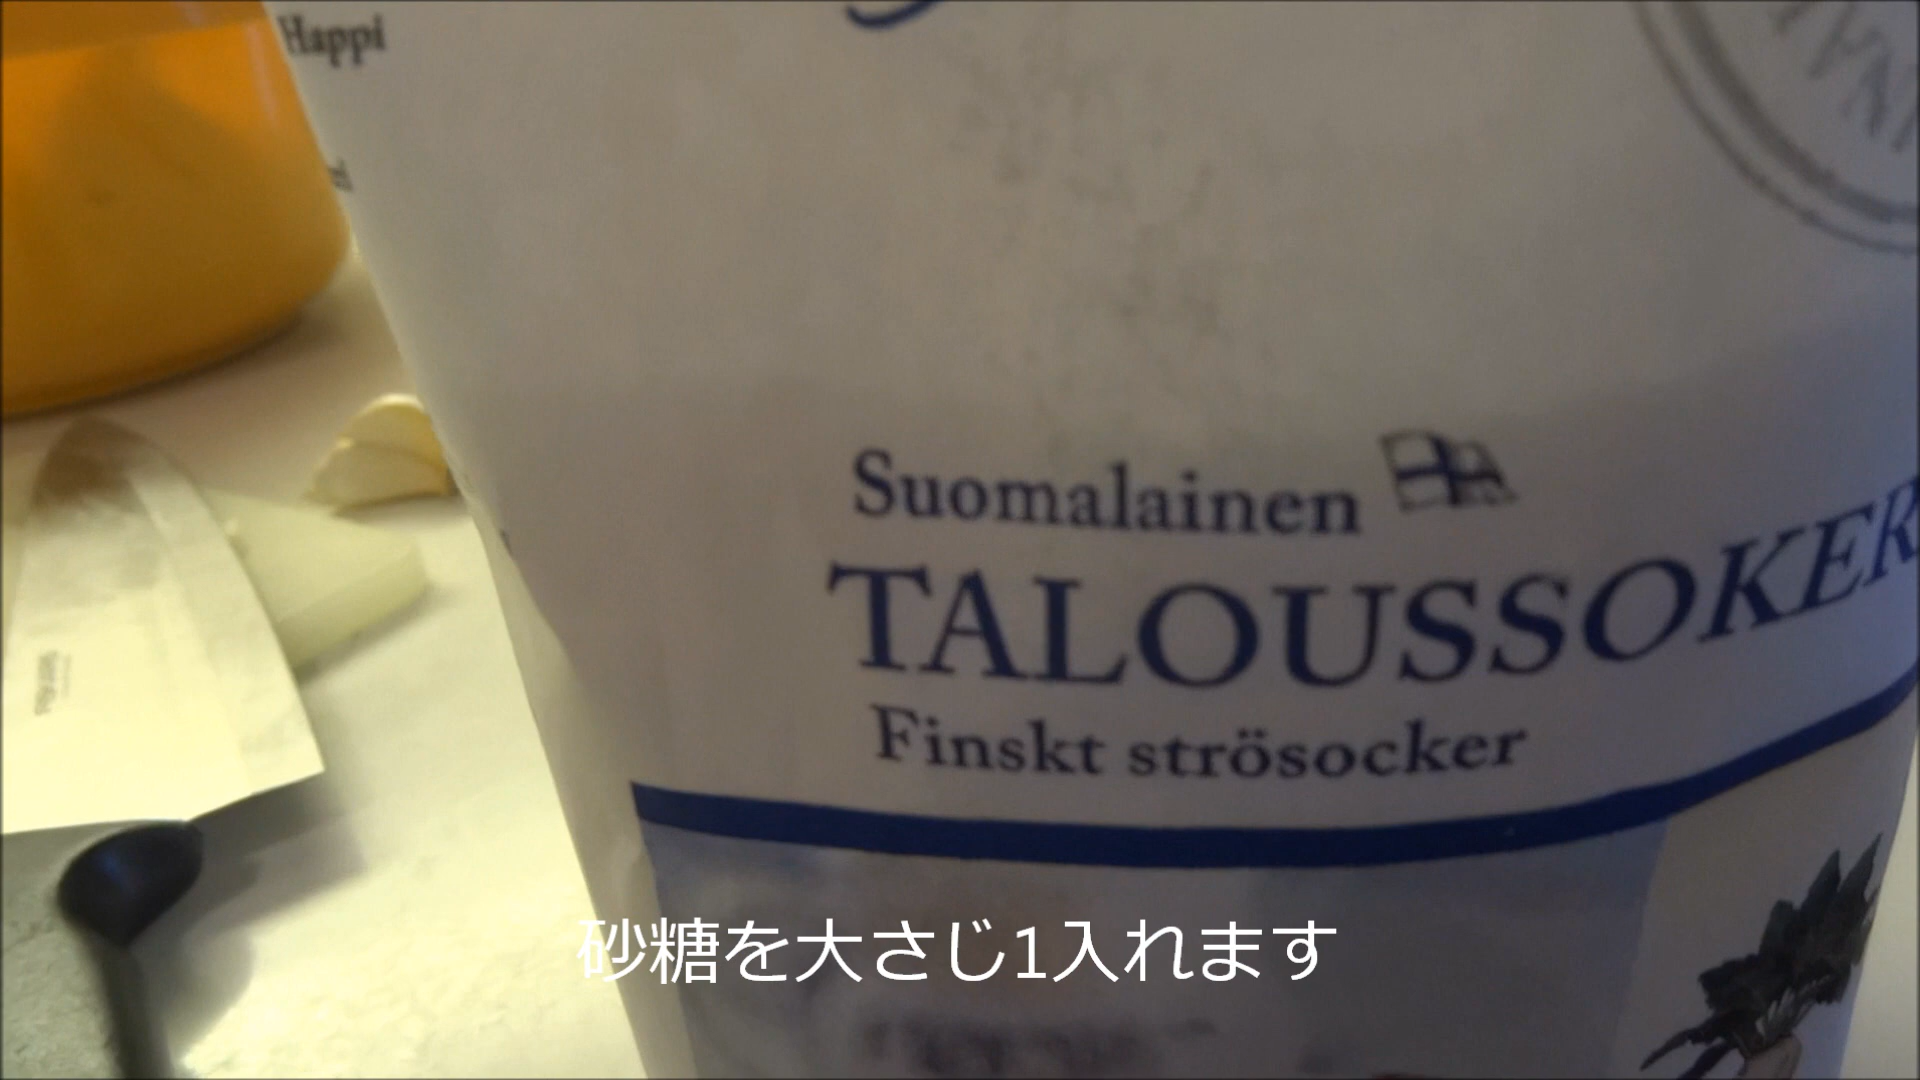 Happi
Suomalainen
TALOUSSOKER
Finskt strösocker
砂糖を大さじ1入れます